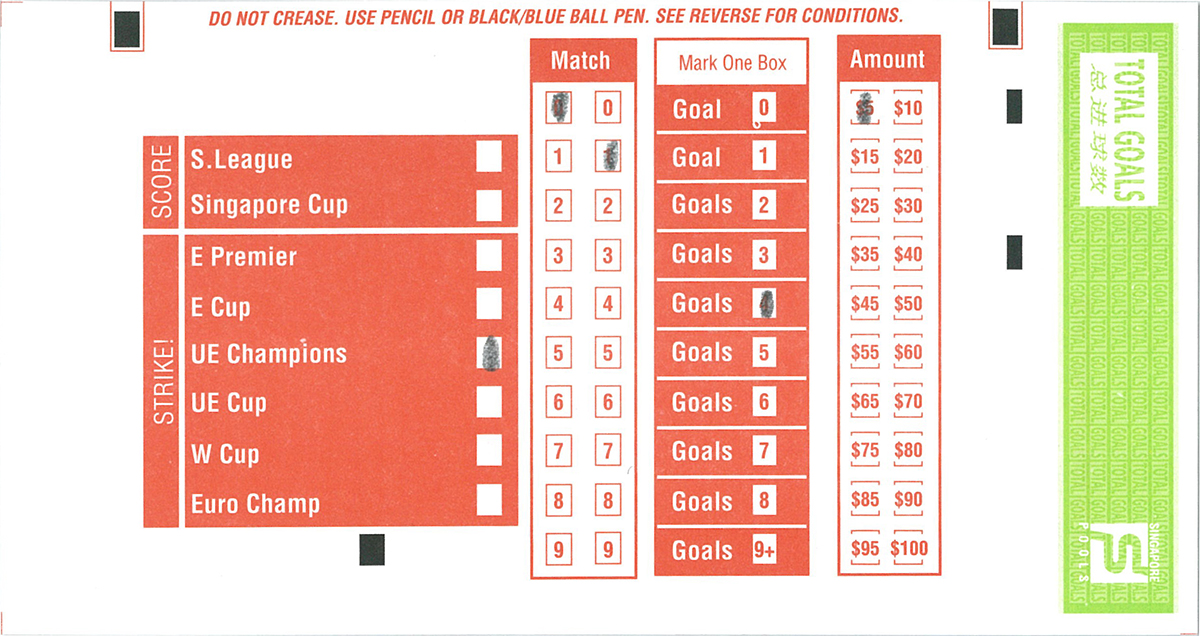 DO NOT CREASE. USE PENCIL OR BLACK/BLUE BALL PEN. SEE REVERSE FOR CONDITIONS.
SCORE
S.League
Singapore Cup
STRIKE!
E Premier
E Cup
UE Champions
UE Cup
W Cup
Euro Champ
Match
0
1 1
2 2
3 3
4 4
5 5
6 6
7 7
8 8
9 9
Mark One Box
Goal 0
Goal 1
Goals 2
Goals 3
Goals
Goals 5
Goals 6
Goals 7
Goals 8
Goals 9+
Amount
$5 $10
$15 $20
$25 $30
$35 $40
$45 $50
$55 $60
$65 $70
$75 $80
$85 $90
$95 $100
TOTAL GOALS
总进球数
SINGAPORE
POOLS